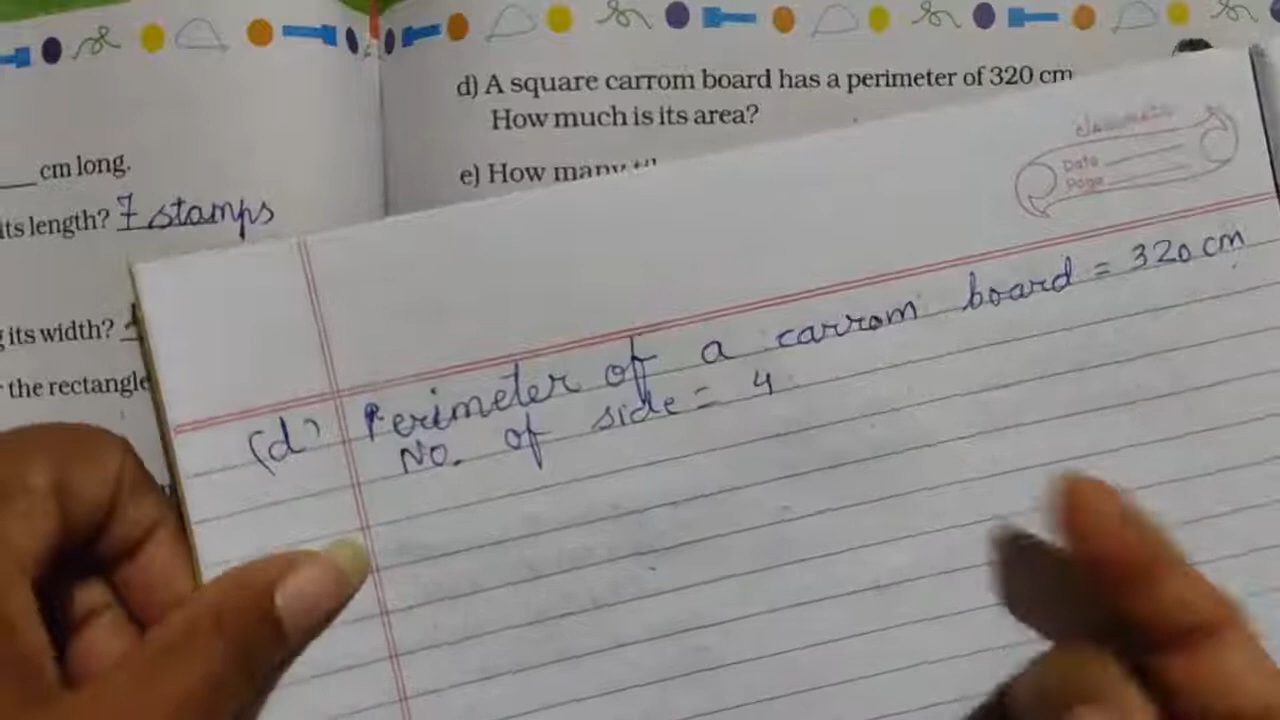 cm long.
its length? 7 stamps
its width?
the rectangle
d) A square carrom board has a perimeter of 320 cm
How much is its area?
e) How many
classmate
Date
Page
(d) Perimeter of a carrom board = 320 cm
No. of side = 4